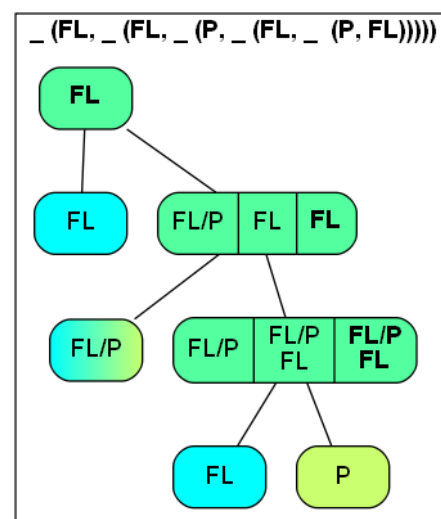 _ (FL, _ (FL, _ (P, _ (FL, _ (P, FL)))))
FL
FL
FL/P FL FL
FL/P
FL/P FL/P FL/P
FL FL
FL P